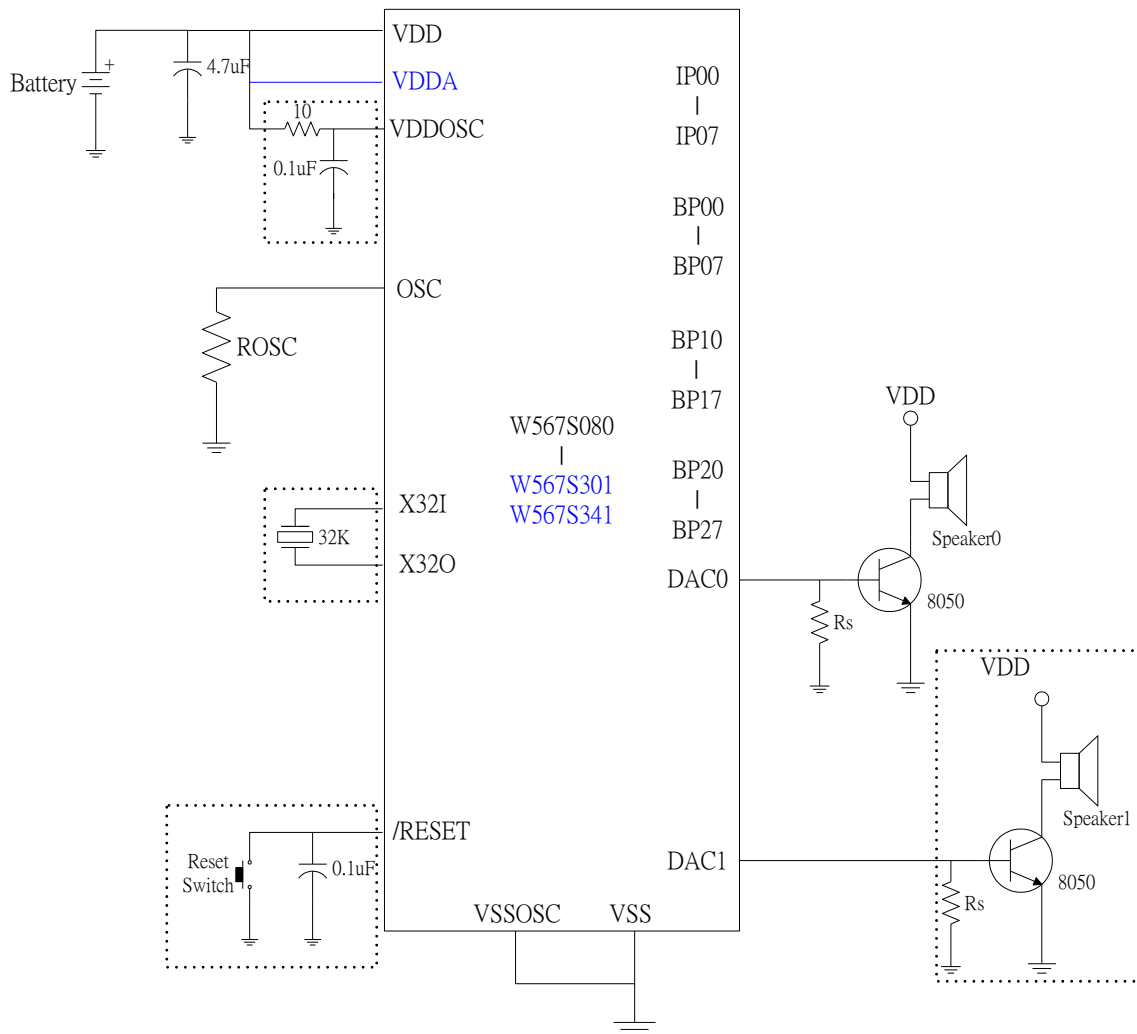 VDD
Battery
+
4.7uF
VDDA
IP00
10
VDDOSC
IP07
0.1uF
BP00
BP07
OSC
ROSC
BP10
BP17
VDD
W567S080
W567S301
W567S341
BP20
BP27
X32I
32K
X32O
Speaker0
DAC0
8050
Rs
VDD
Speaker1
/RESET
Reset
Switch
0.1uF
DAC1
8050
Rs
VSSOSC
VSS